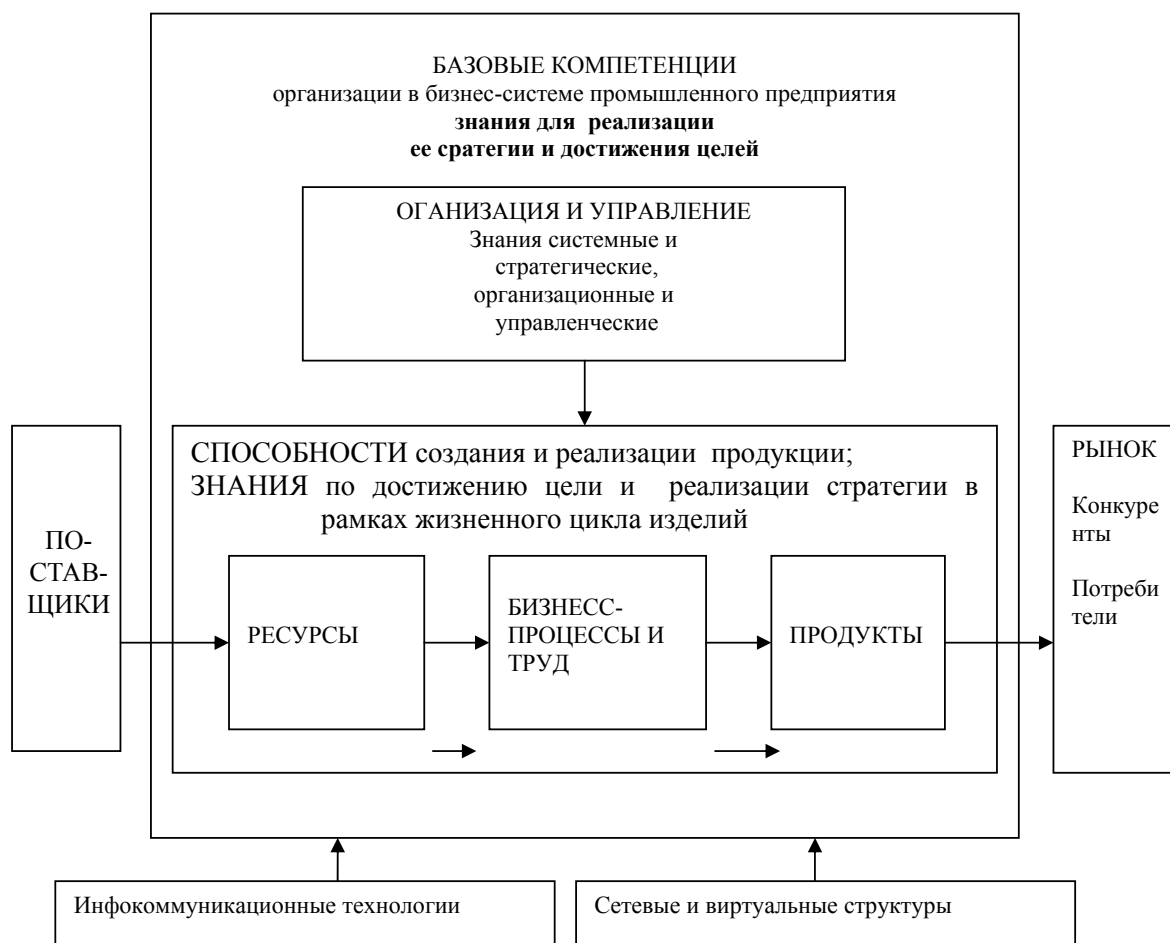 БАЗОВЫЕ КОМПЕТЕНЦИИ
организации в бизнес-системе промышленного предприятия
знания для реализации
ее сратегии и достижения целей
ОГАНИЗАЦИЯ И УПРАВЛЕНИЕ
Знания системные и
стратегические,
организационные и
управленческие
СПОСОБНОСТИ создания и реализации продукции;
ЗНАНИЯ по достижению цели и реализации стратегии в
рамках жизненного цикла изделий
ПО-
СТАВ-
ЩИКИ
РЕСУРСЫ
БИЗНЕСС-
ПРОЦЕССЫ И
ТРУД
ПРОДУКТЫ
РЫНОК
Конкуре
нты
Потреби
тели
Инфокоммуникационные технологии
Сетевые и виртуальные структуры